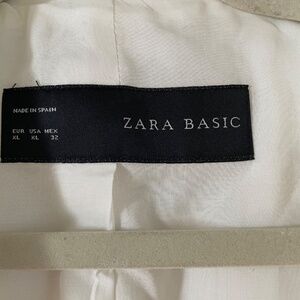 MADE IN SPAIN
ZARA BASIC
EUR USA MEX
XL XL 32